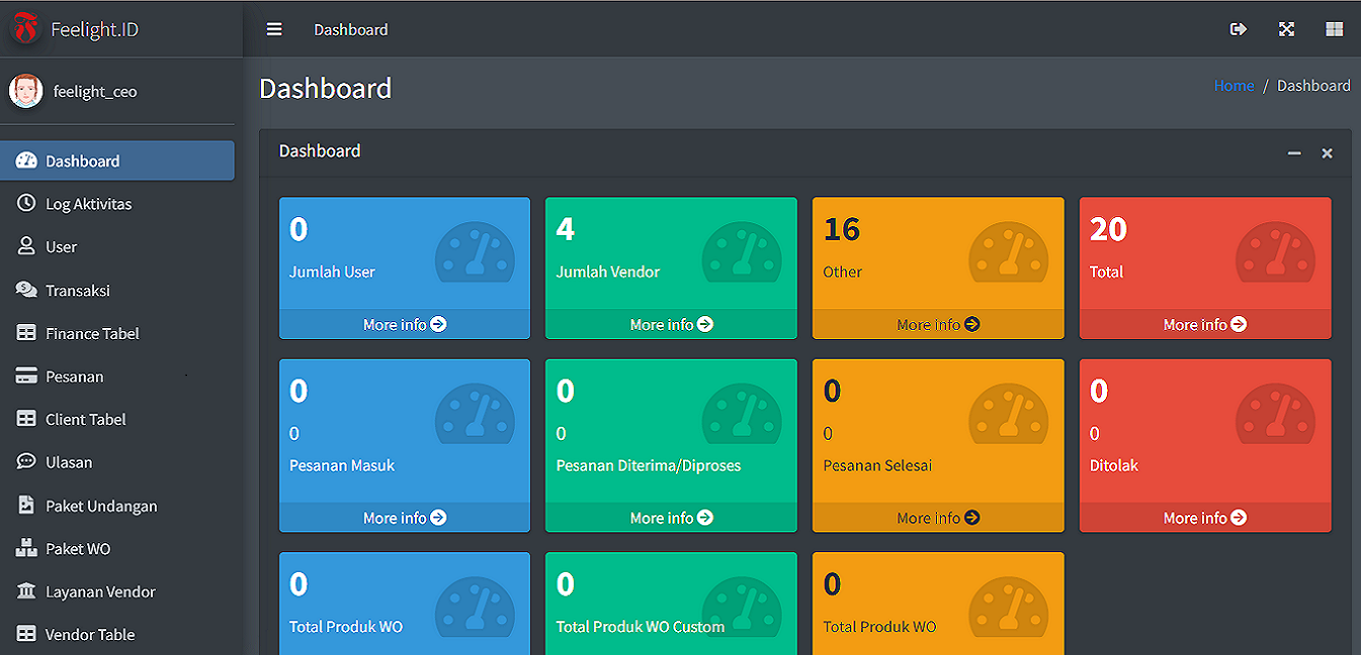 Feelight.ID
Dashboard
feelight_ceo
Dashboard
Home / Dashboard
Dashboard
Log Aktivitas
User
Transaksi
Finance Tabel
Pesanan
Client Tabel
Ulasan
Paket Undangan
Paket WO
Layanan Vendor
Vendor Table
Dashboard
0
Jumlah User
More info
4
Jumlah Vendor
More info
16
Other
More info
20
Total
More info
0
0
Pesanan Masuk
More info
0
0
Pesanan Diterima/Diproses
More info
0
0
Pesanan Selesai
More info
0
0
Ditolak
More info
0
Total Produk WO
0
Total Produk WO Custom
0
Total Produk WO